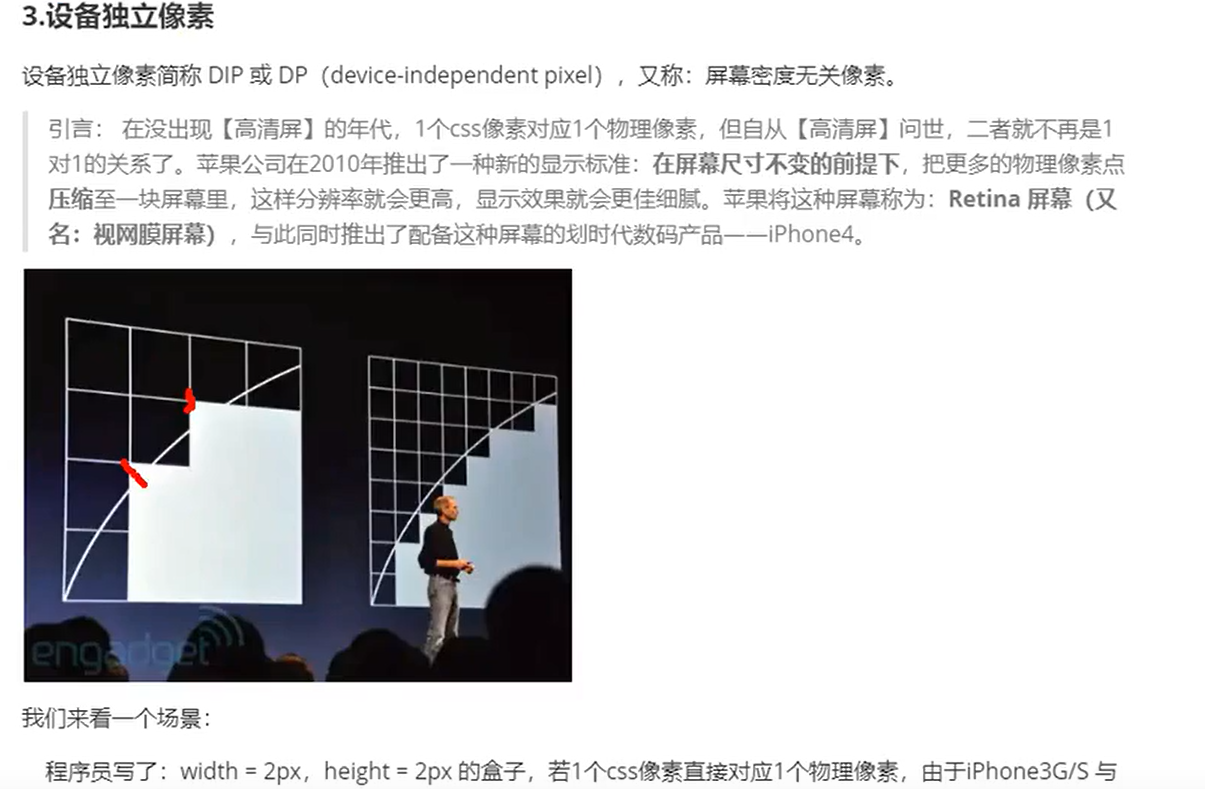 3.设备独立像素
设备独立像素简称 DIP 或 DP（device-independent pixel），又称：屏幕密度无关像素。
引言： 在没出现【高清屏】的年代，1个css像素对应1个物理像素，但自从【高清屏】问世，二者就不再是1
对1的关系了。苹果公司在2010年推出了一种新的显示标准：在屏幕尺寸不变的前提下，把更多的物理像素点
压缩至一块屏幕里，这样分辨率就会更高，显示效果就会更佳细腻。苹果将这种屏幕称为：Retina 屏幕（又
名：视网膜屏幕），与此同时推出了配备这种屏幕的划时代数码产品——iPhone4。
engadget
我们来看一个场景：
程序员写了：width = 2px，height = 2px 的盒子，若1个css像素直接对应1个物理像素，由于iPhone3G/S 与